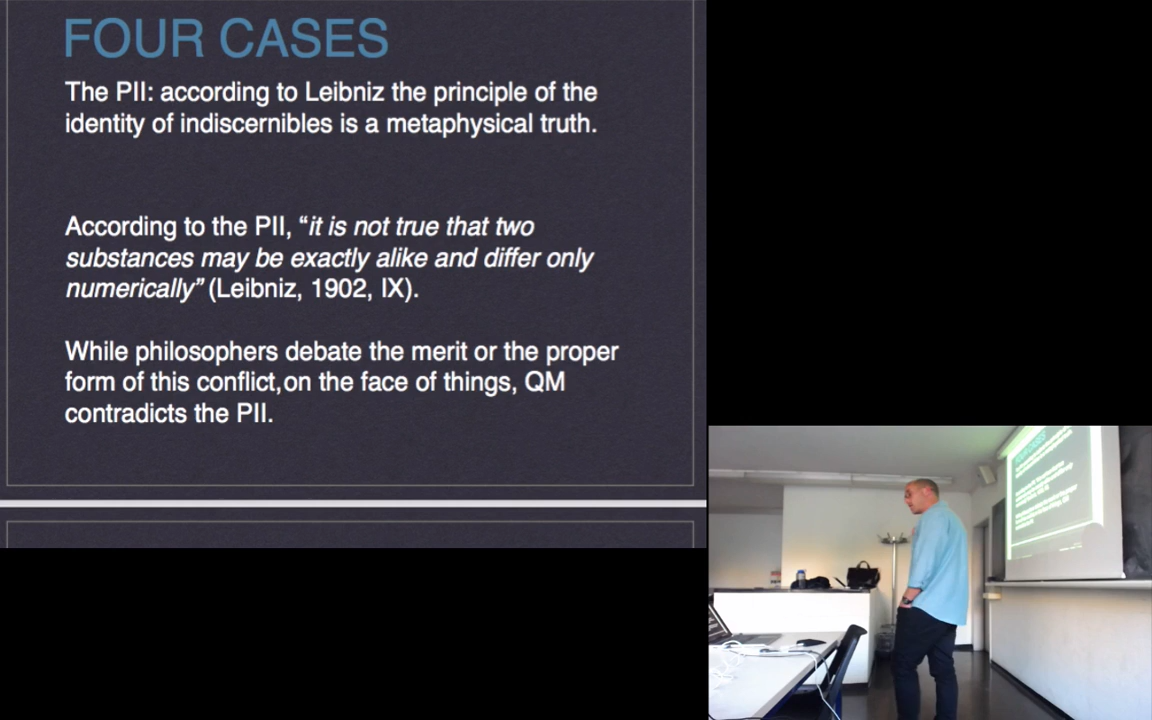 FOUR CASES
The PII: according to Leibniz the principle of the
identity of indiscernibles is a metaphysical truth.
According to the PII, “it is not true that two
substances may be exactly alike and differ only
numerically” (Leibniz, 1902, IX).
While philosophers debate the merit or the proper
form of this conflict,on the face of things, QM
contradicts the PII.